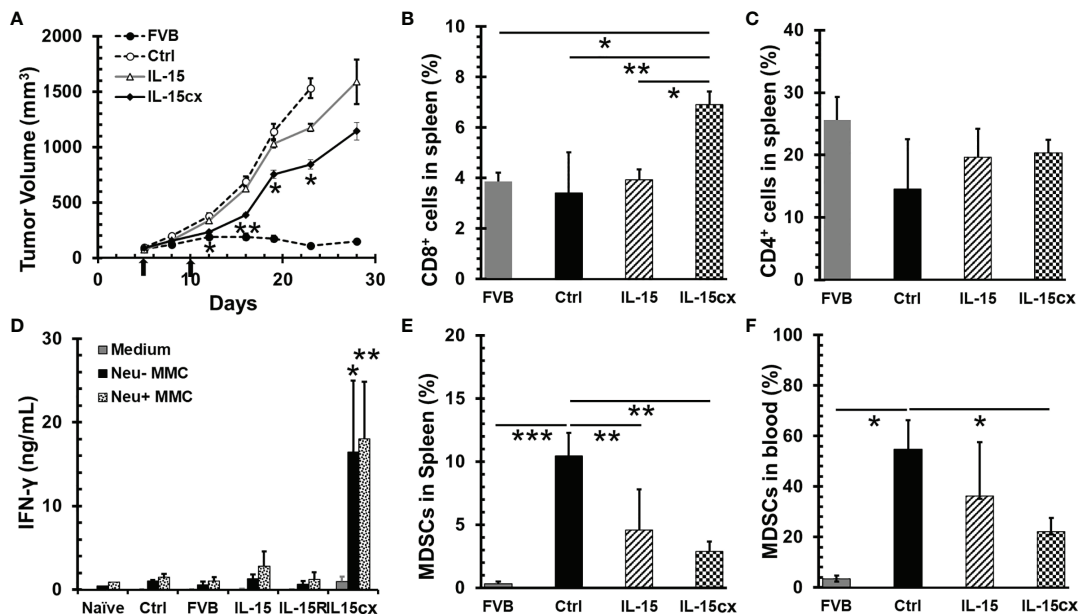 A
Tumor Volume (mm³)
2000
1500
1000
500
0
0
10
20
30
Days
FVB
Ctrl
IL-15
IL-15cx
*
**
*
*
B
CD8⁺ cells in spleen (%)
10
8
6
4
2
0
*
**
*
FVB
Ctrl
IL-15
IL-15cx
C
CD4⁺ cells in spleen (%)
40
30
20
10
0
FVB
Ctrl
IL-15
IL-15cx
D
IFN-γ (ng/mL)
30
20
10
0
Medium
Neu- MMC
Neu+ MMC
**
*
Naïve
Ctrl
FVB
IL-15
IL-15R
IL15cx
E
MDSCs in Spleen (%)
20
15
10
5
0
**
***
**
FVB
Ctrl
IL-15
IL-15cx
F
MDSCs in blood (%)
100
80
60
40
20
0
*
*
FVB
Ctrl
IL-15
IL-15cx